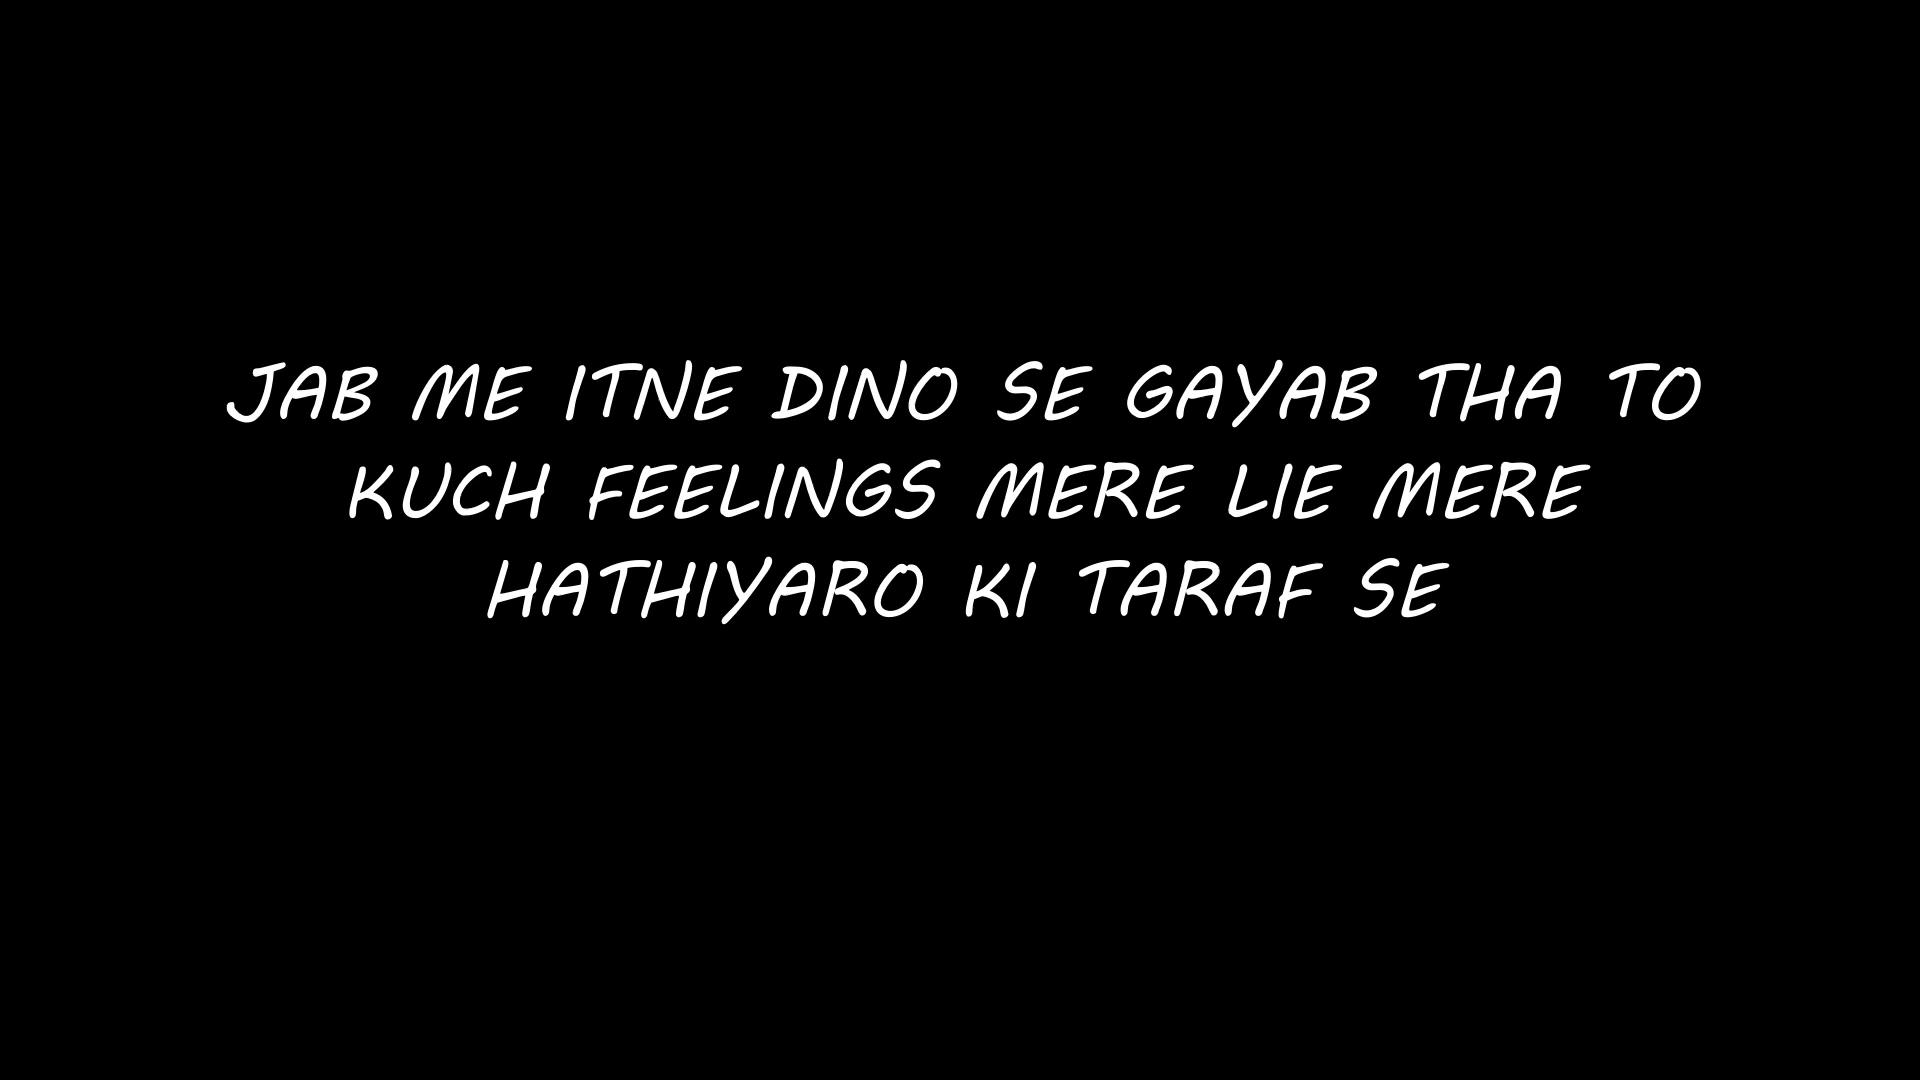 JAB ME ITNE DINO SE GAYAB THA TO
KUCH FEELINGS MERE LIE MERE
HATHIYARO KI TARAF SE